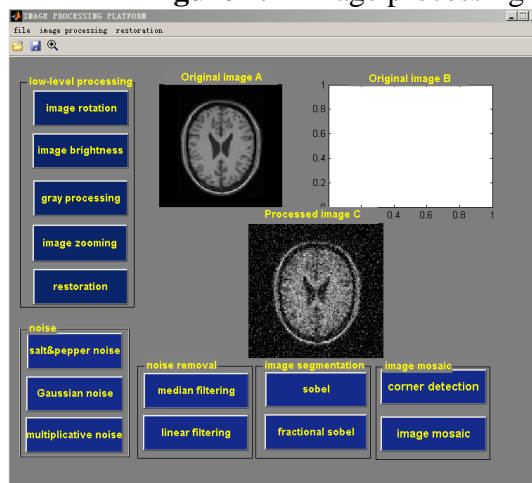 IMAGE PROCESSING PLATFORM
file image processing restoration
low-level processing
image rotation
image brightness
gray processing
image zooming
restoration
Original image A
Original image B
1
0.8
0.6
0.4
0.2
0
0.4 0.6 0.8 1
Processed image C
noise
salt&pepper noise
Gaussian noise
multiplicative noise
noise removal
median filtering
linear filtering
image segmentation
sobel
fractional sobel
image mosaic
corner detection
image mosaic